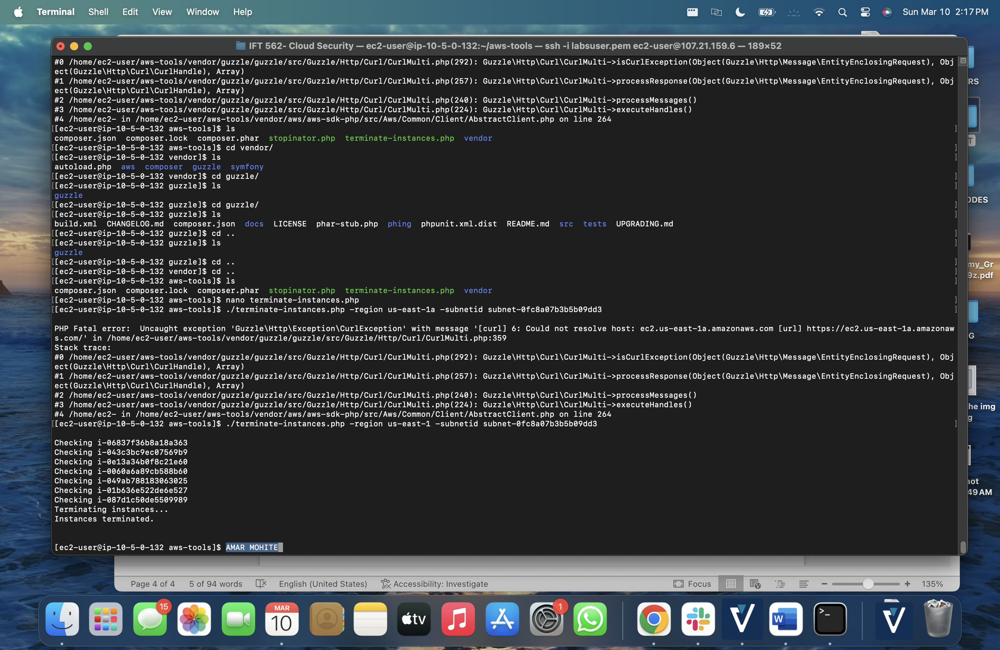 Terminal Shell Edit View Window Help Sun Mar 10 2:17 PM
IFT 562- Cloud Security — ec2-user@ip-10-5-0-132:~/aws-tools — ssh -i labsuser.pem ec2-user@107.21.159.6 — 189×52
#0 /home/ec2-user/aws-tools/vendor/guzzle/guzzle/src/Guzzle/Http/Curl/CurlMulti.php(292): Guzzle\Http\Curl\CurlMulti->isCurlException(Object(Guzzle\Http\Message\EntityEnclosingRequest), Obj
ect(Guzzle\Http\Curl\CurlHandle), Array)
#1 /home/ec2-user/aws-tools/vendor/guzzle/guzzle/src/Guzzle/Http/Curl/CurlMulti.php(257): Guzzle\Http\Curl\CurlMulti->processResponse(Object(Guzzle\Http\Message\EntityEnclosingRequest), Obj
ect(Guzzle\Http\Curl\CurlHandle), Array)
#2 /home/ec2-user/aws-tools/vendor/guzzle/guzzle/src/Guzzle/Http/Curl/CurlMulti.php(240): Guzzle\Http\Curl\CurlMulti->processMessages()
#3 /home/ec2-user/aws-tools/vendor/guzzle/guzzle/src/Guzzle/Http/Curl/CurlMulti.php(224): Guzzle\Http\Curl\CurlMulti->executeHandles()
#4 /home/ec2- in /home/ec2-user/aws-tools/vendor/aws/aws-sdk-php/src/Aws/Common/Client/AbstractClient.php on line 264
[[ec2-user@ip-10-5-0-132 aws-tools]$ ls ]
composer.json composer.lock composer.phar stopinator.php terminate-instances.php vendor
[[ec2-user@ip-10-5-0-132 aws-tools]$ cd vendor/ ]
[[ec2-user@ip-10-5-0-132 vendor]$ ls ]
autoload.php aws composer guzzle symfony
[[ec2-user@ip-10-5-0-132 vendor]$ cd guzzle/ ]
[[ec2-user@ip-10-5-0-132 guzzle]$ ls ]
guzzle
[[ec2-user@ip-10-5-0-132 guzzle]$ cd guzzle/ ]
[[ec2-user@ip-10-5-0-132 guzzle]$ ls ]
build.xml CHANGELOG.md composer.json docs LICENSE phar-stub.php phing phpunit.xml.dist README.md src tests UPGRADING.md
[[ec2-user@ip-10-5-0-132 guzzle]$ cd .. ]
[[ec2-user@ip-10-5-0-132 guzzle]$ ls ]
guzzle
[[ec2-user@ip-10-5-0-132 guzzle]$ cd .. ]
[[ec2-user@ip-10-5-0-132 vendor]$ cd .. ]
[[ec2-user@ip-10-5-0-132 aws-tools]$ ls ]
composer.json composer.lock composer.phar stopinator.php terminate-instances.php vendor
[[ec2-user@ip-10-5-0-132 aws-tools]$ nano terminate-instances.php ]
[[ec2-user@ip-10-5-0-132 aws-tools]$ ./terminate-instances.php -region us-east-1a -subnetid subnet-0fc8a07b3b5b09dd3 ]
PHP Fatal error: Uncaught exception 'Guzzle\Http\Exception\CurlException' with message '[curl] 6: Could not resolve host: ec2.us-east-1a.amazonaws.com [url] https://ec2.us-east-1a.amazonaw
s.com/' in /home/ec2-user/aws-tools/vendor/guzzle/guzzle/src/Guzzle/Http/Curl/CurlMulti.php:359
Stack trace:
#0 /home/ec2-user/aws-tools/vendor/guzzle/guzzle/src/Guzzle/Http/Curl/CurlMulti.php(292): Guzzle\Http\Curl\CurlMulti->isCurlException(Object(Guzzle\Http\Message\EntityEnclosingRequest), Obj
ect(Guzzle\Http\Curl\CurlHandle), Array)
#1 /home/ec2-user/aws-tools/vendor/guzzle/guzzle/src/Guzzle/Http/Curl/CurlMulti.php(257): Guzzle\Http\Curl\CurlMulti->processResponse(Object(Guzzle\Http\Message\EntityEnclosingRequest), Obj
ect(Guzzle\Http\Curl\CurlHandle), Array)
#2 /home/ec2-user/aws-tools/vendor/guzzle/guzzle/src/Guzzle/Http/Curl/CurlMulti.php(240): Guzzle\Http\Curl\CurlMulti->processMessages()
#3 /home/ec2-user/aws-tools/vendor/guzzle/guzzle/src/Guzzle/Http/Curl/CurlMulti.php(224): Guzzle\Http\Curl\CurlMulti->executeHandles()
#4 /home/ec2- in /home/ec2-user/aws-tools/vendor/aws/aws-sdk-php/src/Aws/Common/Client/AbstractClient.php on line 264
[[ec2-user@ip-10-5-0-132 aws-tools]$ ./terminate-instances.php -region us-east-1 -subnetid subnet-0fc8a07b3b5b09dd3 ]
Checking i-06837f36b8a18a363
Checking i-043c3bc9ec07569b9
Checking i-0e13a34b0f8c21e60
Checking i-0060a6a89cb588b60
Checking i-049ab788183063025
Checking i-01b636e522de6e527
Checking i-087d1c50de5509989
Terminating instances...
Instances terminated.
[ec2-user@ip-10-5-0-132 aws-tools]$ AMAR MOHITE
RS
T
ODES
my_Gr
9z.pdf
G
he img
g
not
49 AM
Page 4 of 4 5 of 94 words English (United States) Accessibility: Investigate Focus 135%
15
MAR
10
tv
1
W
>_